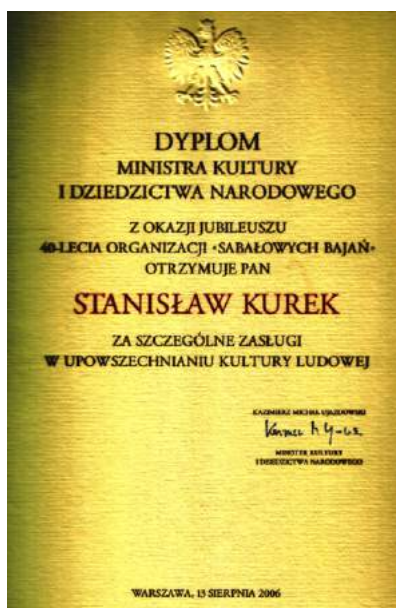 DYPLOM
MINISTRA KULTURY
I DZIEDZICTWA NARODOWEGO
Z OKAZJI JUBILEUSZU
40-LECIA ORGANIZACJI «SABAŁOWYCH BAJAŃ»
OTRZYMUJE PAN
STANISŁAW KUREK
ZA SZCZEGÓLNE ZASŁUGI
W UPOWSZECHNIANIU KULTURY LUDOWEJ
KAZIMIERZ MICHAŁ UJAZDOWSKI
MINISTER KULTURY
I DZIEDZICTWA NARODOWEGO
WARSZAWA, 13 SIERPNIA 2006